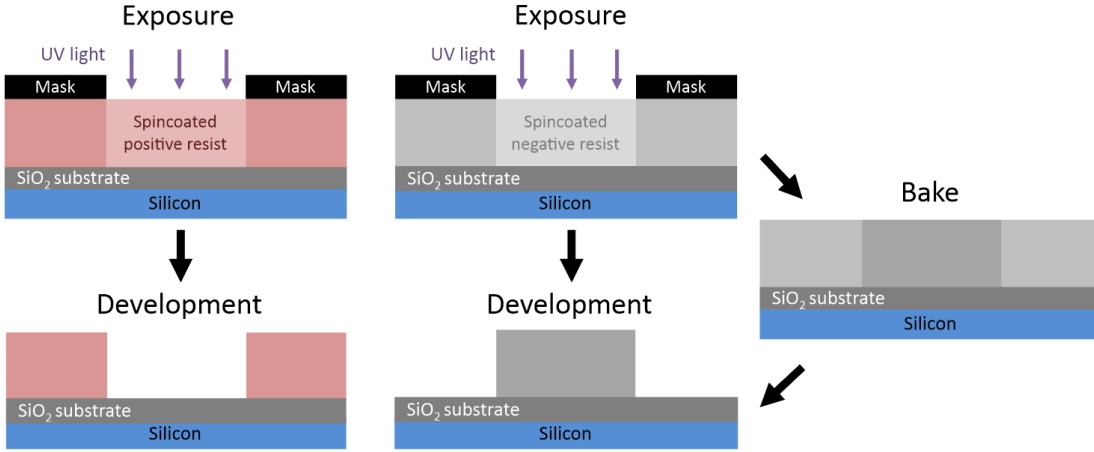 Exposure
UV light
Mask
Mask
Spincoated
positive resist
SiO₂ substrate
Silicon
Development
SiO₂ substrate
Silicon
Exposure
UV light
Mask
Mask
Spincoated
negative resist
SiO₂ substrate
Silicon
Development
SiO₂ substrate
Silicon
Bake
SiO₂ substrate
Silicon